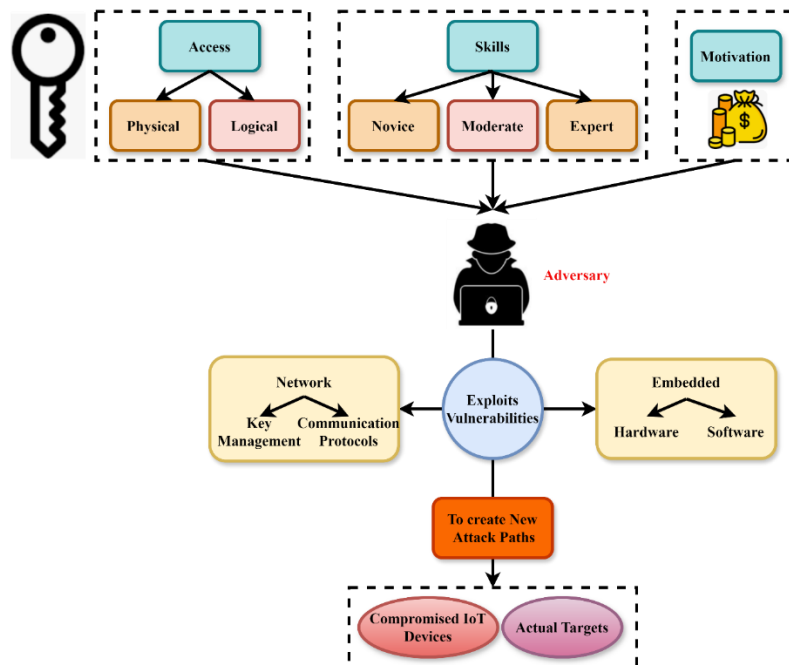 Access
Skills
Motivation
Physical
Logical
Novice
Moderate
Expert
$
Adversary
Network
Key
Management
Communication
Protocols
Exploits
Vulnerabilities
Embedded
Hardware
Software
To create New
Attack Paths
Compromised IoT
Devices
Actual Targets